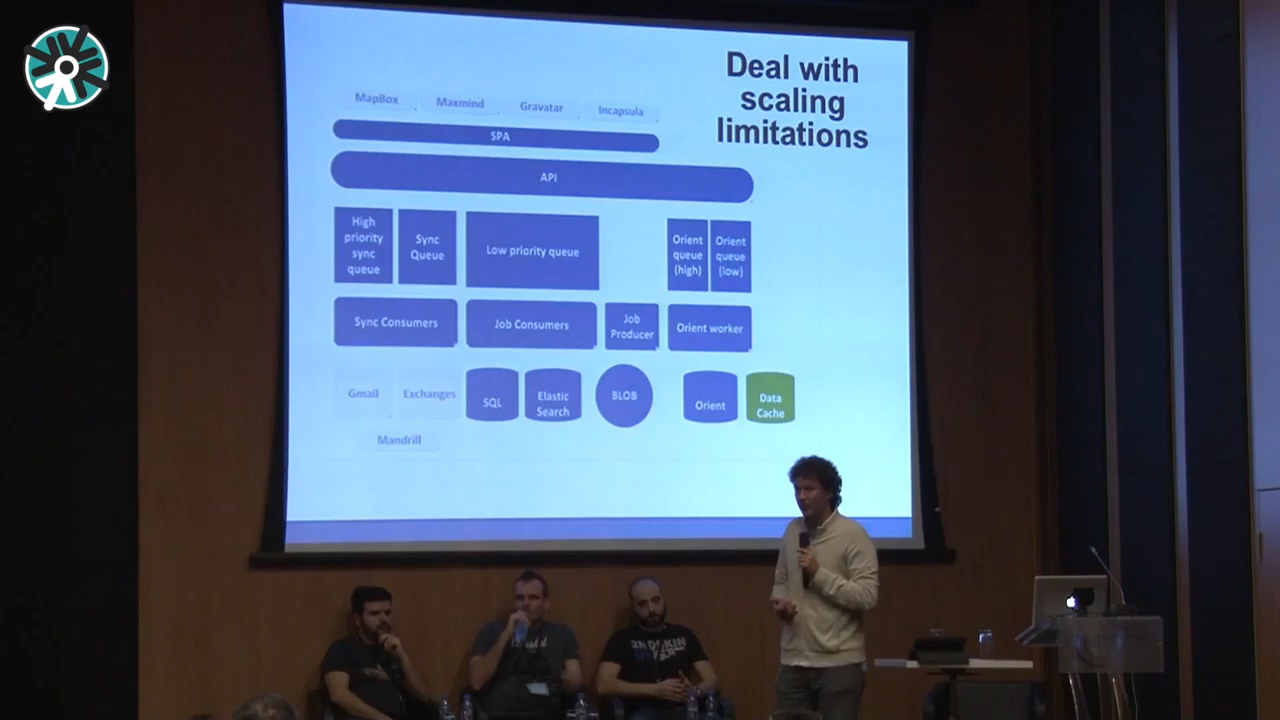 Deal with
scaling
limitations
MapBox
Maxmind
Gravatar
Incapsula
SPA
API
High
priority
sync
queue
Sync
Queue
Low priority queue
Orient
queue
(high)
Orient
queue
(low)
Sync Consumers
Job Consumers
Job
Producer
Orient worker
Gmail
Exchanges
SQL
Elastic
Search
BLOB
Orient
Data
Cache
Mandrill